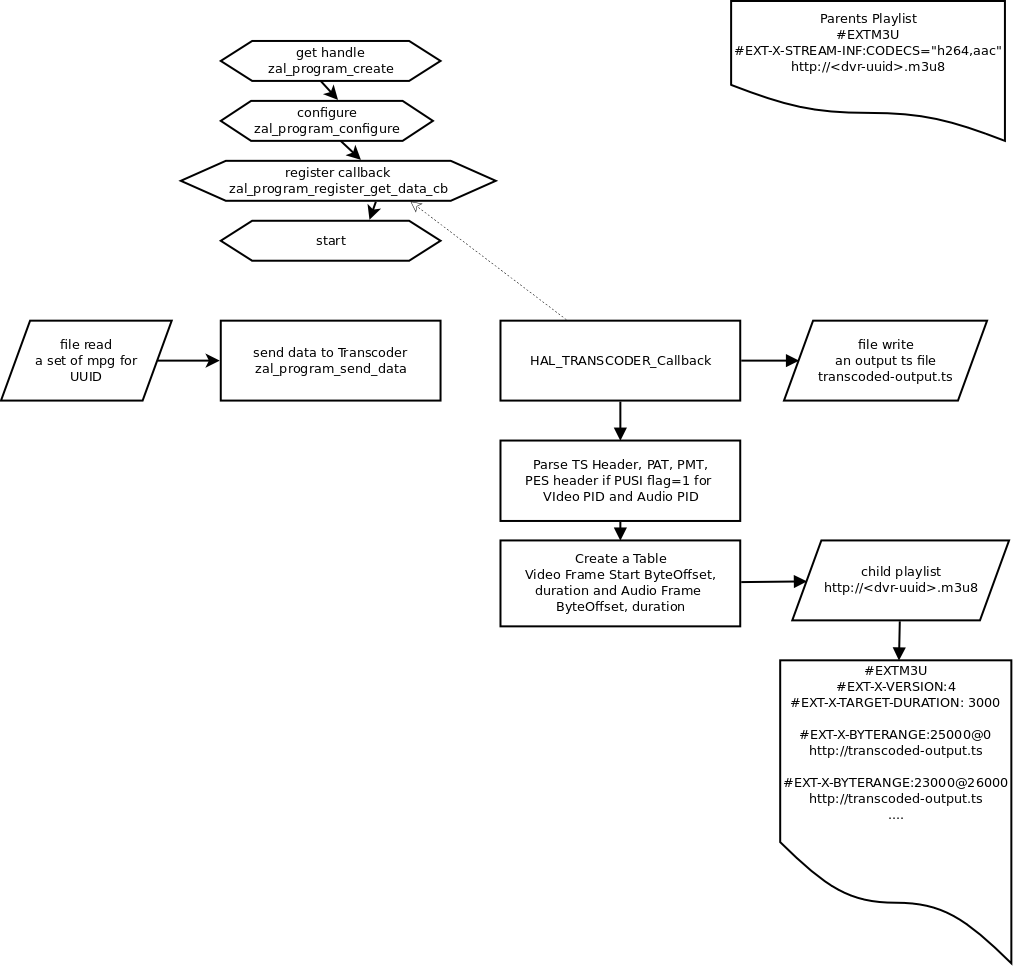 Parents Playlist
#EXTM3U
#EXT-X-STREAM-INF:CODECS="h264,aac"
http://<dvr-uuid>.m3u8
get handle
zal_program_create
configure
zal_program_configure
register callback
zal_program_register_get_data_cb
start
file read
a set of mpg for
UUID
send data to Transcoder
zal_program_send_data
HAL_TRANSCODER_Callback
file write
an output ts file
transcoded-output.ts
Parse TS Header, PAT, PMT,
PES header if PUSI flag=1 for
VIdeo PID and Audio PID
Create a Table
Video Frame Start ByteOffset,
duration and Audio Frame
ByteOffset, duration
child playlist
http://<dvr-uuid>.m3u8
#EXTM3U
#EXT-X-VERSION:4
#EXT-X-TARGET-DURATION: 3000
#EXT-X-BYTERANGE:25000@0
http://transcoded-output.ts
#EXT-X-BYTERANGE:23000@26000
http://transcoded-output.ts
....